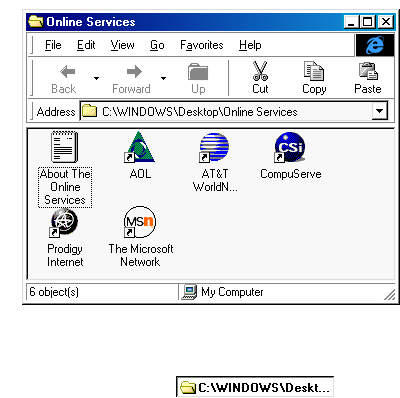 Online Services
File Edit View Go Favorites Help
Back Forward Up Cut Copy Paste
Address C:\WINDOWS\Desktop\Online Services
About The Online Services
AOL
AT&T WorldN...
CSi
CompuServe
Prodigy Internet
msn
The Microsoft Network
6 object(s) My Computer
C:\WINDOWS\Deskt...